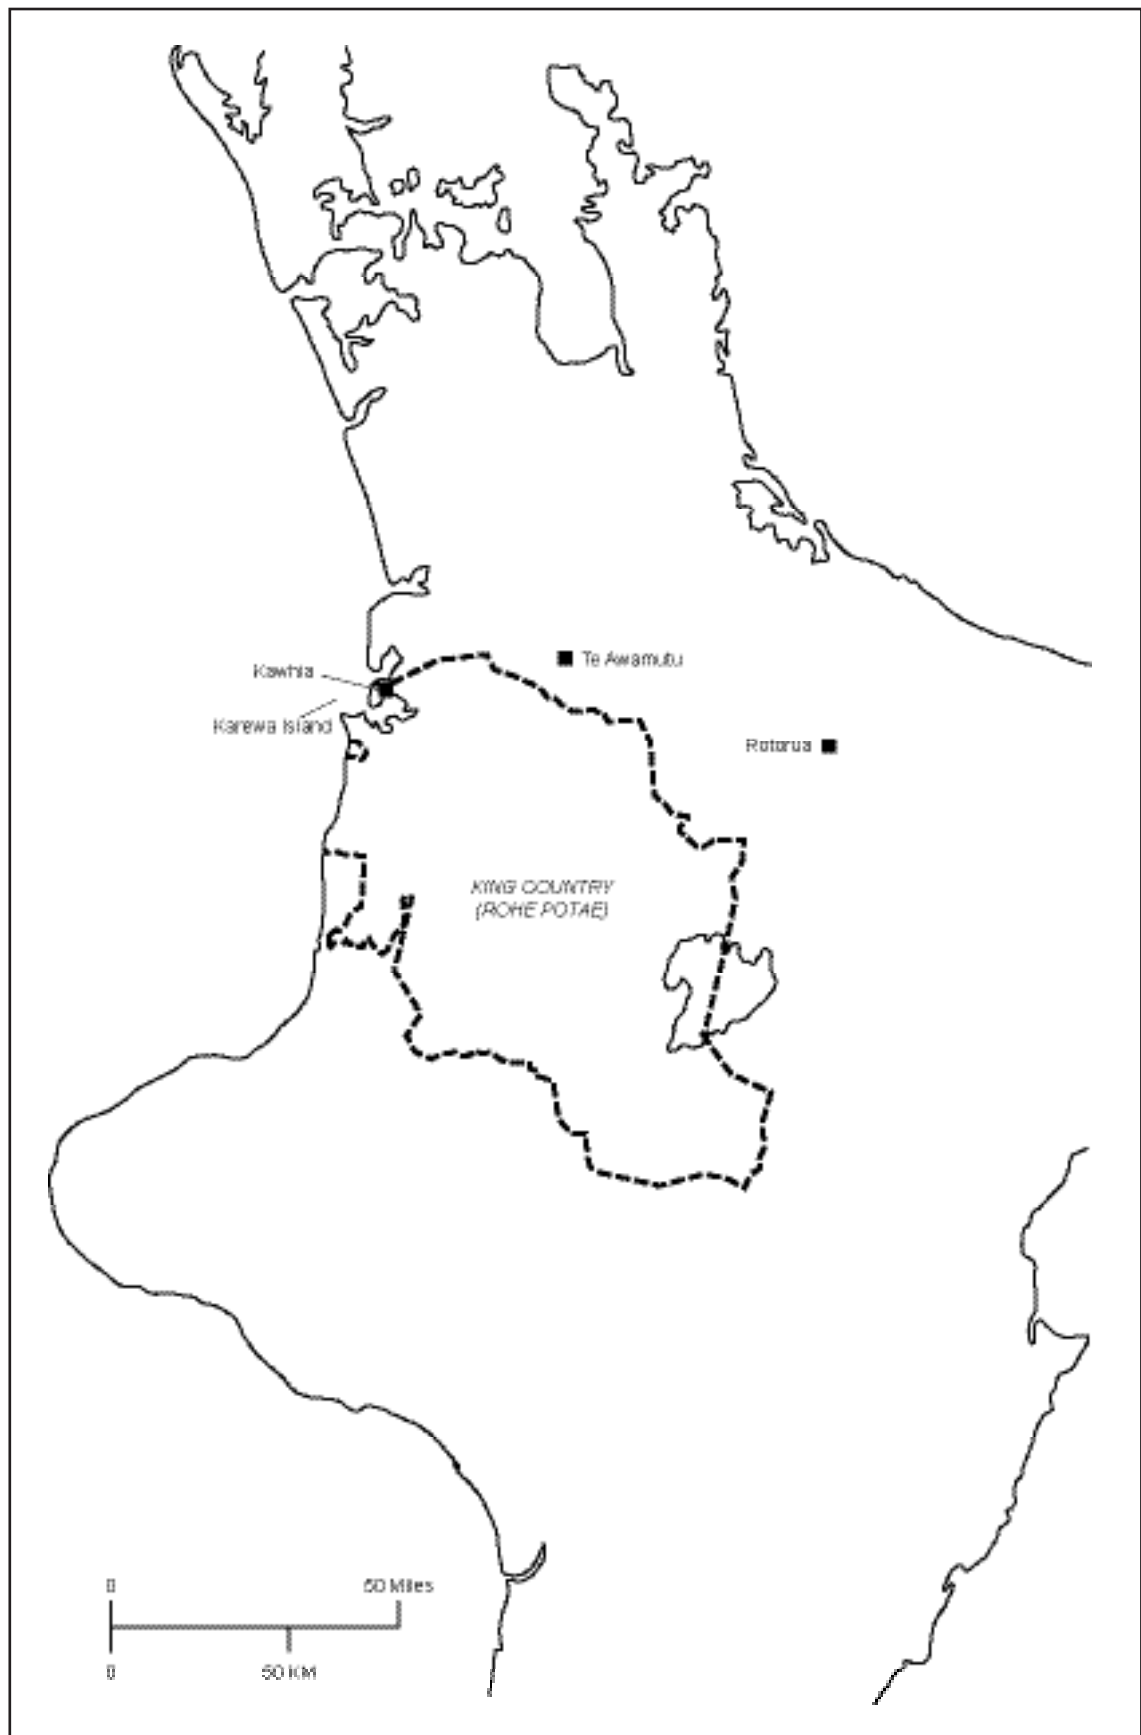 Te Awamutu
Kawhia
Karewa Island
Rotorua
KING COUNTRY
(ROHE POTAE)
0 50 Miles
0 50 KM